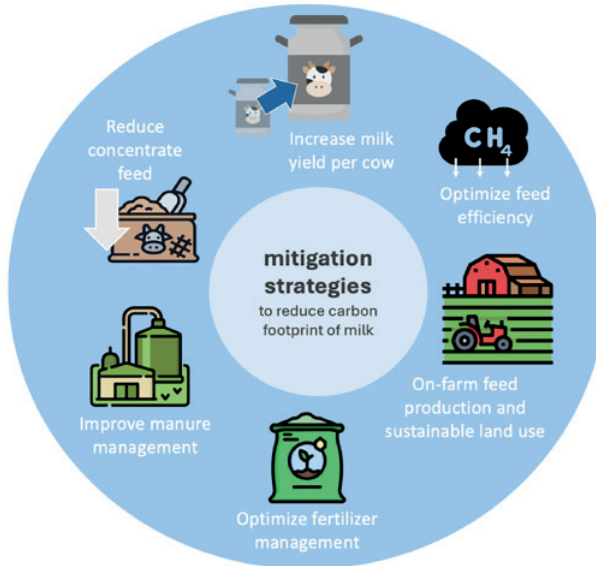 mitigation
strategies
to reduce carbon
footprint of milk
Increase milk
yield per cow
CH4
Optimize feed
efficiency
On-farm feed
production and
sustainable land use
Optimize fertilizer
management
Improve manure
management
Reduce
concentrate
feed